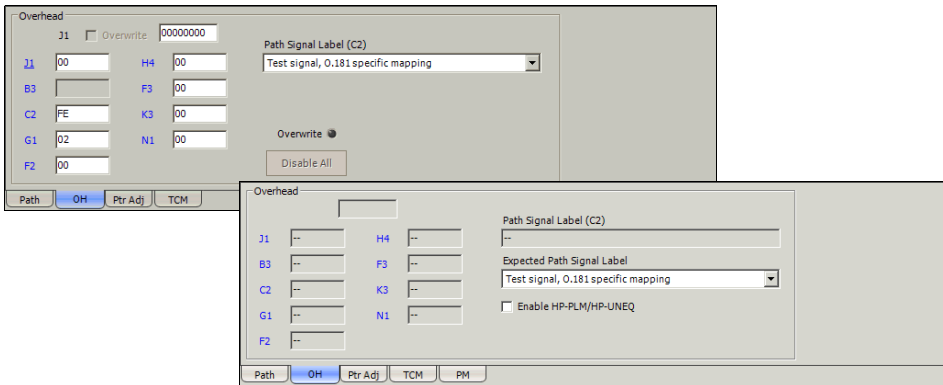 Overhead
J1 Overwrite 00000000
Path Signal Label (C2)
J1 00 H4 00
Test signal, O.181 specific mapping
B3 F3 00
C2 FE K3 00
G1 02 N1 00
Overwrite
F2 00
Disable All
Path OH Ptr Adj TCM
Overhead
Path Signal Label (C2)
J1 -- H4 --
--
B3 -- F3 --
Expected Path Signal Label
Test signal, O.181 specific mapping
C2 -- K3 --
Enable HP-PLM/HP-UNEQ
G1 -- N1 --
F2 --
Path OH Ptr Adj TCM PM